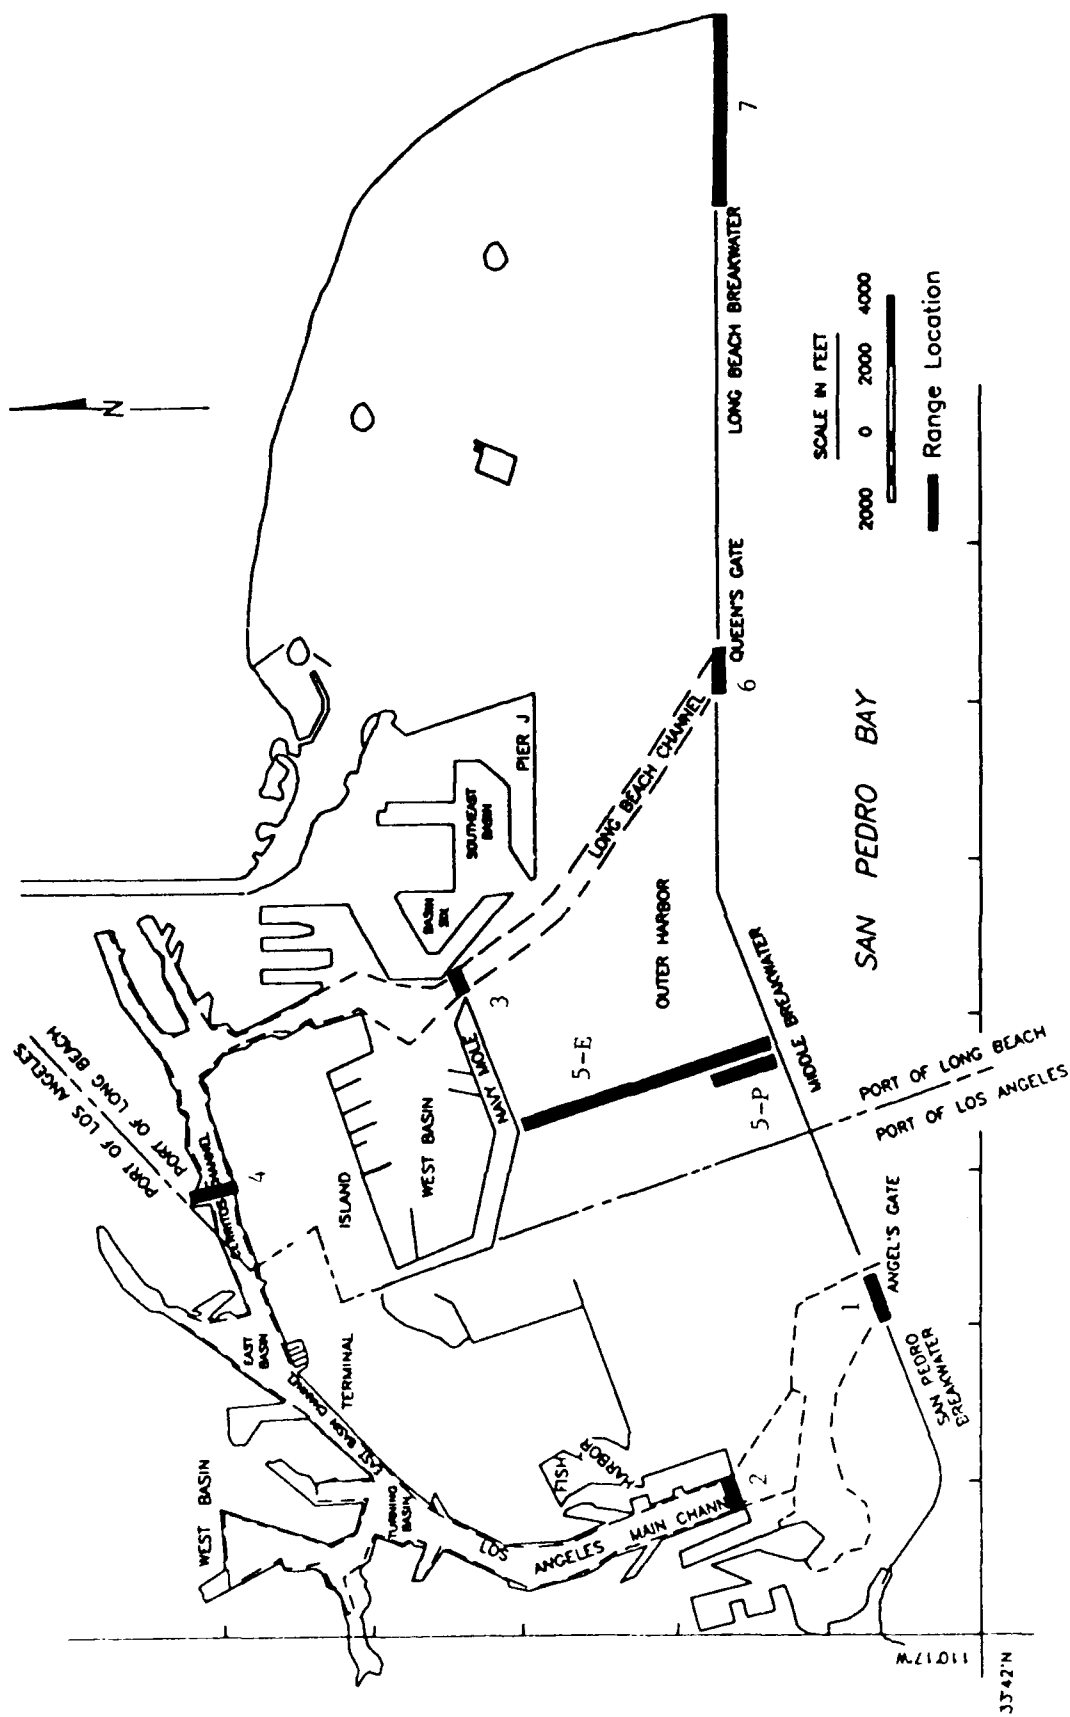 N
WEST BASIN
TURNING
BASIN
EAST
BASIN
EAST BASIN CHANNEL
TERMINAL
ISLAND
PORT OF LOS ANGELES
PORT OF LONG BEACH
CERRITOS CHANNEL
4
WEST BASIN
NAVY MOLE
3
BASIN
SIX
SOUTHEAST
BASIN
PIER J
LONG BEACH CHANNEL
FISH
HARBOR
LOS
ANGELES
MAIN CHANN
2
5-E
5-P
OUTER HARBOR
1
ANGEL'S GATE
SAN PEDRO
BREAKWATER
MIDDLE BREAKWATER
PORT OF LONG BEACH
PORT OF LOS ANGELES
6
QUEEN'S GATE
LONG BEACH BREAKWATER
7
SAN PEDRO BAY
SCALE IN FEET
2000 0 2000 4000
Range Location
110°17'W
33°42'N